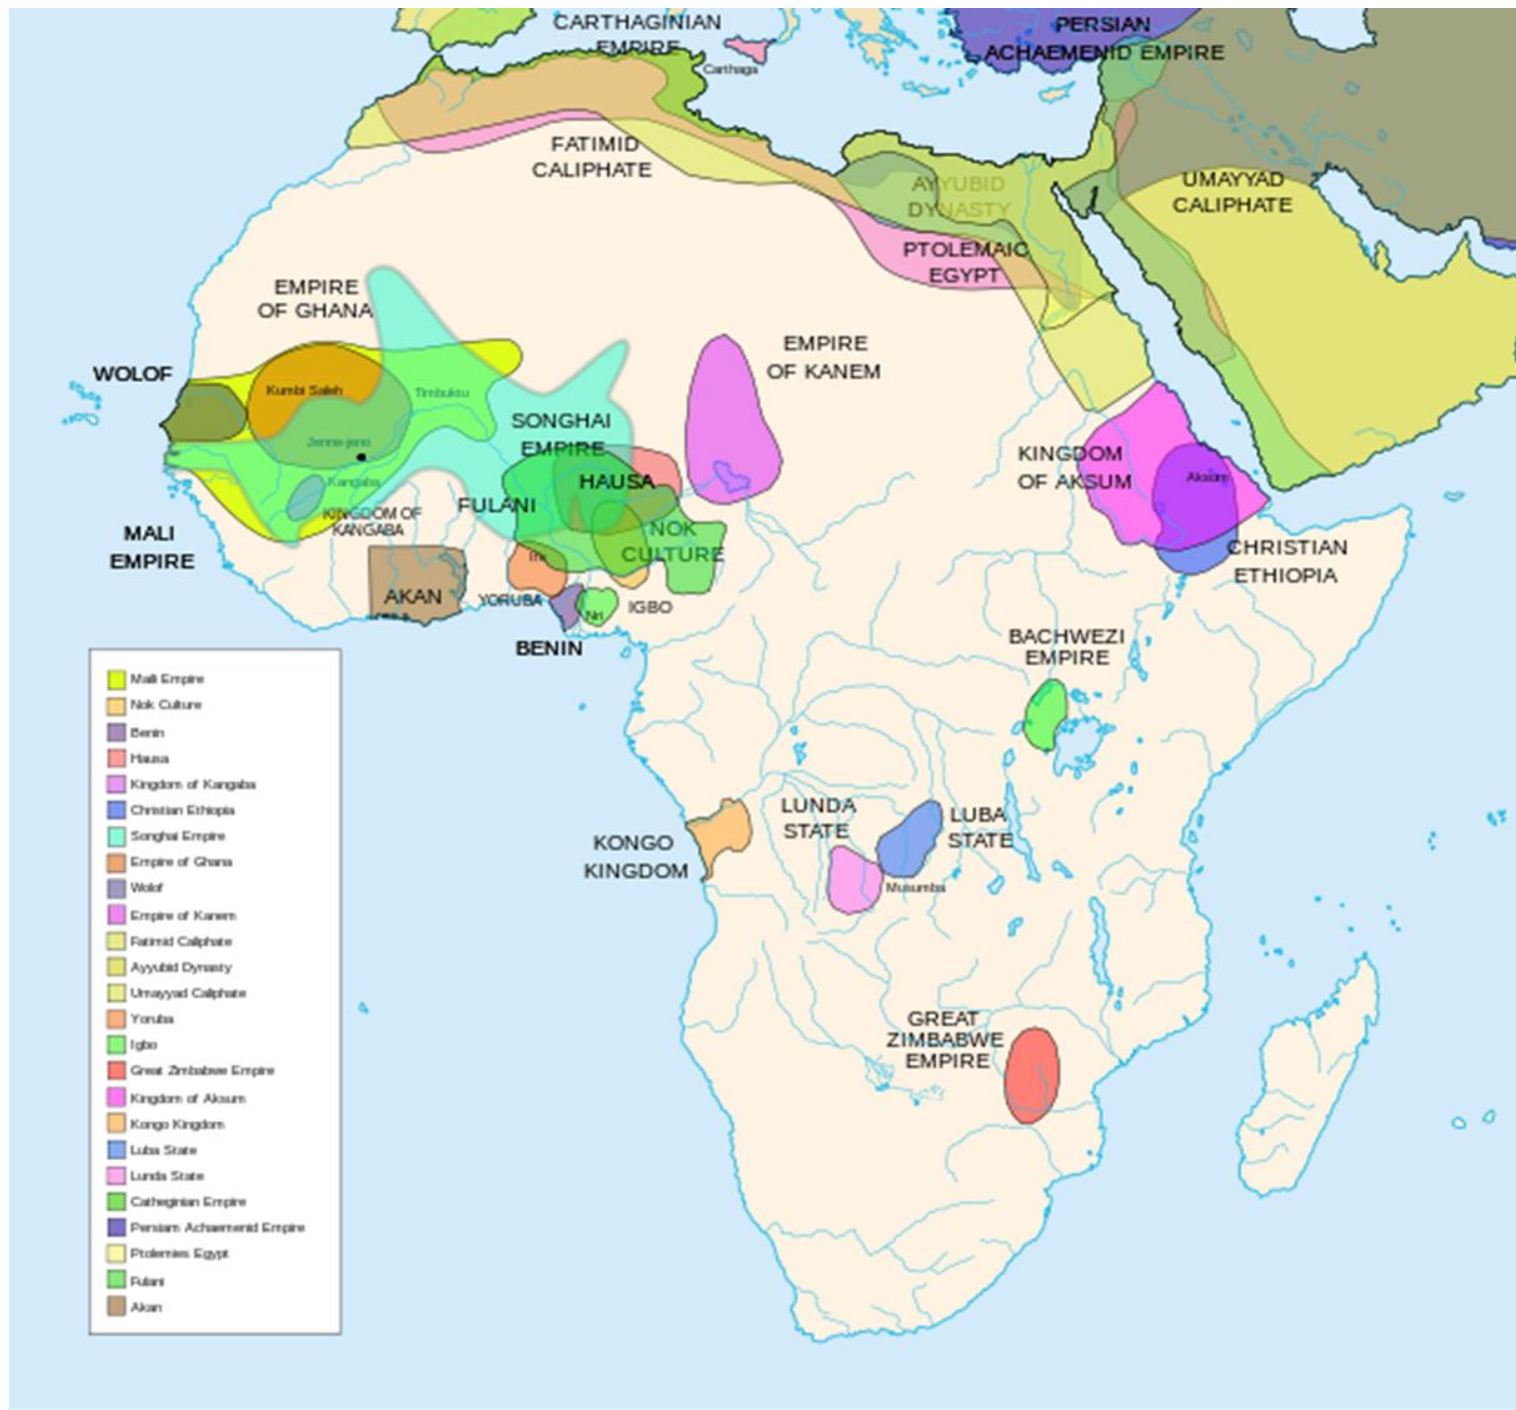 CARTHAGINIAN
EMPIRE
Carthaga
PERSIAN
ACHAEMENID EMPIRE
FATIMID
CALIPHATE
AYYUBID
DYNASTY
UMAYYAD
CALIPHATE
PTOLEMAIC
EGYPT
EMPIRE
OF GHANA
EMPIRE
OF KANEM
WOLOF
Kumbi Saleh
Timbuktu
SONGHAI
EMPIRE
Jenne-jeno
HAUSA
KINGDOM
OF AKSUM
Aksum
Kangaba
FULANI
KINGDOM OF
KANGABA
MALI
EMPIRE
NOK
CULTURE
CHRISTIAN
ETHIOPIA
Ife
AKAN
YORUBA
Nri
IGBO
BENIN
BACHWEZI
EMPIRE
LUNDA
STATE
LUBA
STATE
KONGO
KINGDOM
Musumba
GREAT
ZIMBABWE
EMPIRE
Malli Empire
Nok Culture
Benin
Hausa
Kingdom of Kangaba
Christian Ethiopia
Songhai Empire
Empire of Ghana
Wolof
Empire of Kanem
Fatimid Caliphate
Ayyubid Dynasty
Umayyad Caliphate
Yoruba
Igbo
Great Zimbabwe Empire
Kingdom of Aksum
Kongo Kingdom
Luba State
Lunda State
Catheginian Empire
Persiam Achaemenid Empire
Ptolemies Egypt
Fulani
Akan